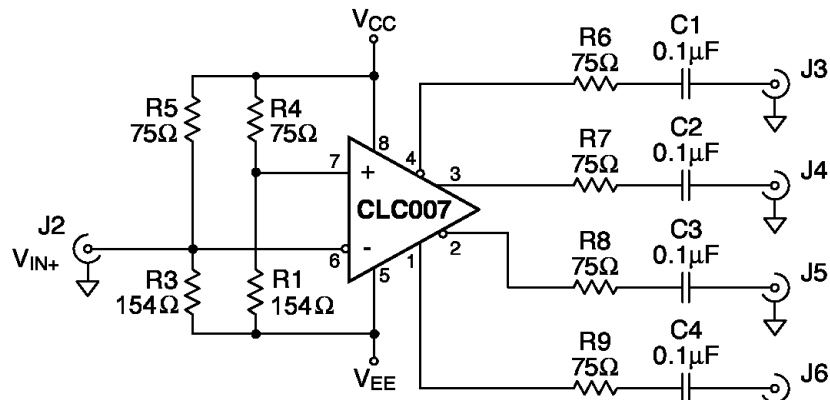 VCC
R5
75Ω
R4
75Ω
8
4
7
+
3
CLC007
-
6
2
5
1
J2
VIN+
R3
154Ω
R1
154Ω
VEE
R6
75Ω
C1
0.1μF
J3
R7
75Ω
C2
0.1μF
J4
R8
75Ω
C3
0.1μF
J5
R9
75Ω
C4
0.1μF
J6